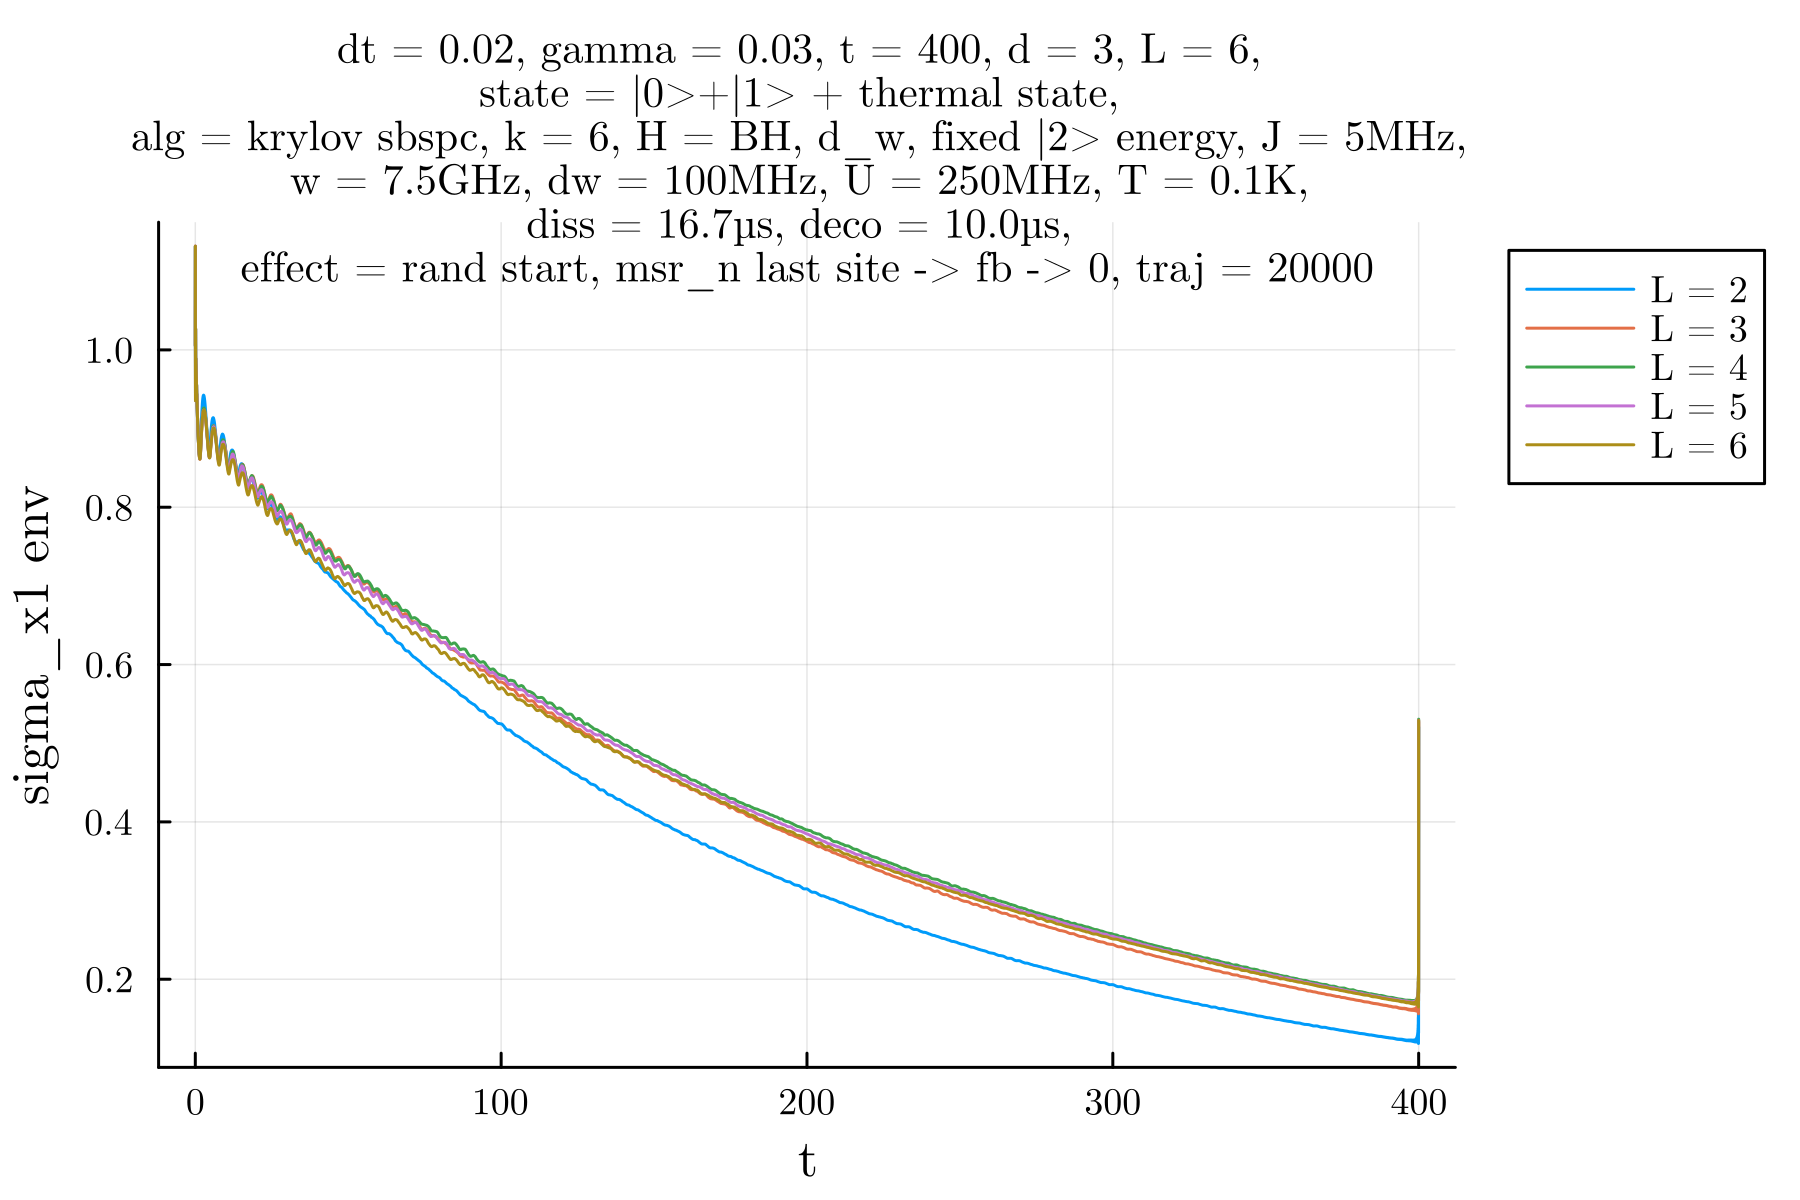 dt = 0.02, gamma = 0.03, t = 400, d = 3, L = 6,
state = |0>+|1> + thermal state,
alg = krylov sbspc, k = 6, H = BH, d_w, fixed |2> energy, J = 5MHz,
w = 7.5GHz, dw = 100MHz, U = 250MHz, T = 0.1K,
diss = 16.7µs, deco = 10.0µs,
effect = rand start, msr_n last site -> fb -> 0, traj = 20000
L = 2
L = 3
L = 4
L = 5
L = 6
sigma_x1 env
1.0
0.8
0.6
0.4
0.2
0 100 200 300 400
t